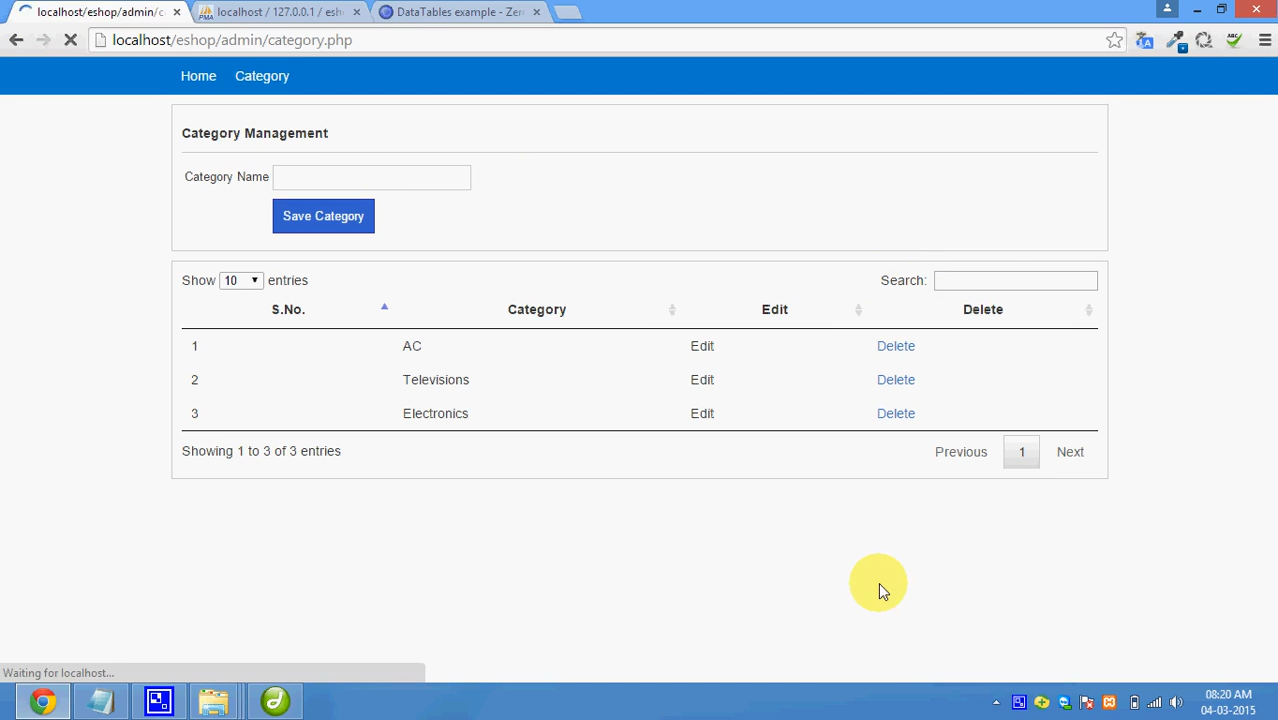 localhost/eshop/admin/c
localhost / 127.0.0.1 / esh
DataTables example - Zer
localhost/eshop/admin/category.php
Home Category
Category Management
Category Name
Save Category
Show 10 entries
Search:
S.No. Category Edit Delete
1 AC Edit Delete
2 Televisions Edit Delete
3 Electronics Edit Delete
Showing 1 to 3 of 3 entries
Previous 1 Next
Waiting for localhost...
08:20 AM
04-03-2015